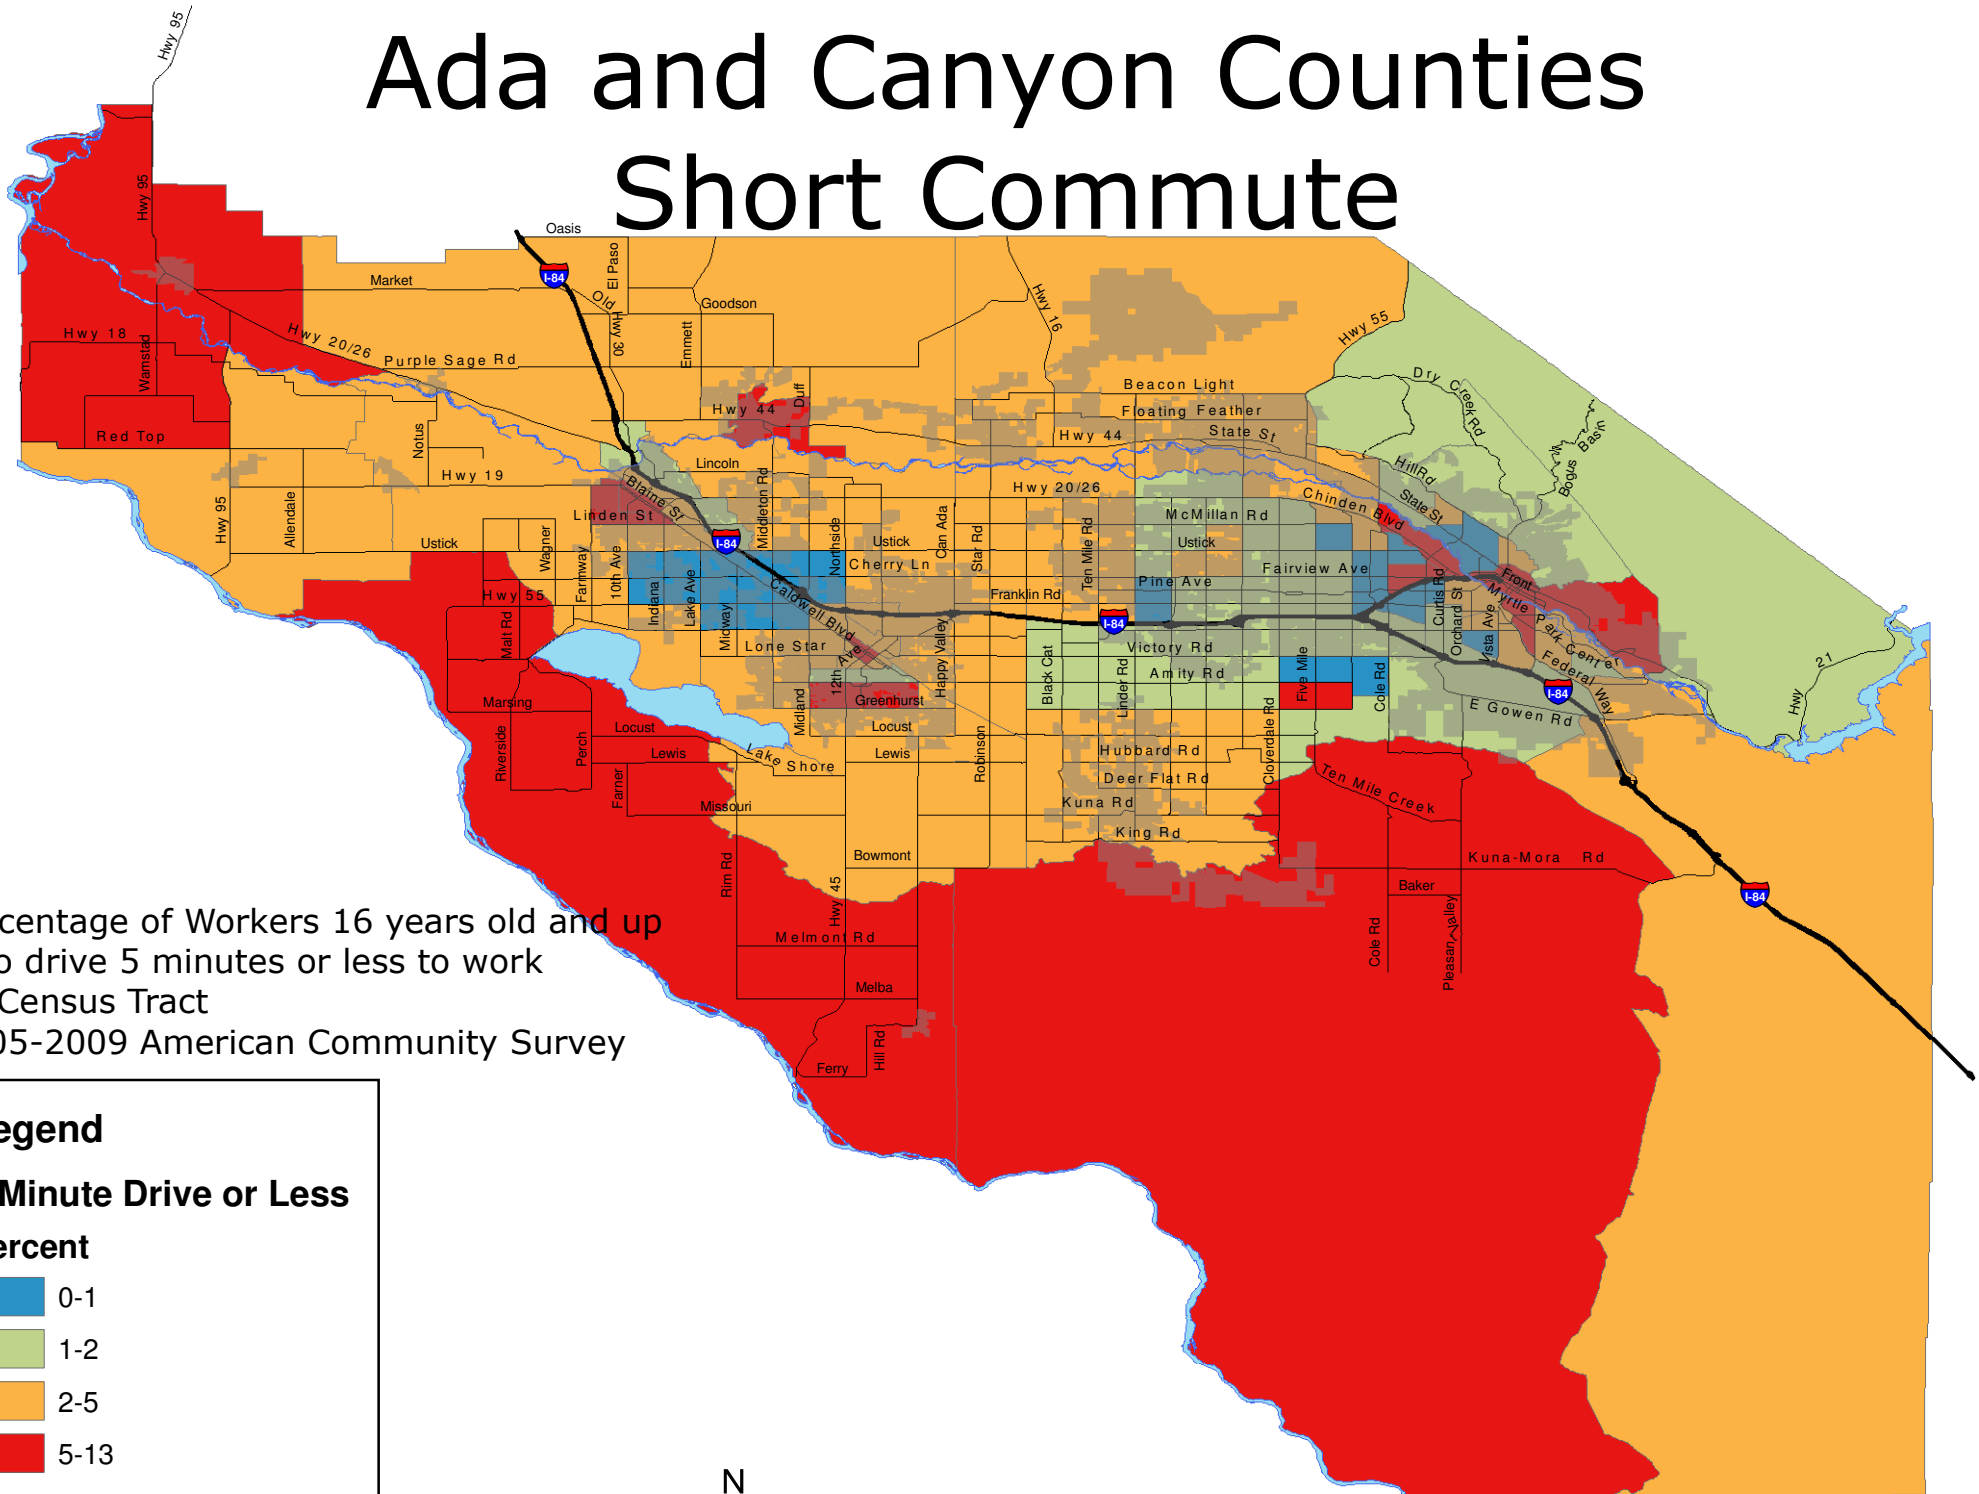 Ada and Canyon Counties
Short Commute
Hwy 95
Hwy 95
Oasis
I-84
El Paso
Market
Old Hwy 30
Goodson
Emmett
Hwy 16
Hwy 55
Hwy 18
Wamstad
Hwy 20/26
Purple Sage Rd
Duff
Beacon Light
Dry Creek Rd
Hwy 44
Floating Feather
Red Top
Notus
Hwy 44
State St
Bogus Basin
Hwy 19
Lincoln
Middleton Rd
Hill Rd
Hwy 95
Allendale
Blaine St
Hwy 20/26
Chinden Blvd
State St
Linden St
McMillan Rd
Ustick
Wagner
I-84
Northside
Ustick
Can Ada
Star Rd
Ten Mile Rd
Ustick
Farmway
10th Ave
Cherry Ln
Fairview Ave
Indiana
Lake Ave
Midway
Caldwell Blvd
Pine Ave
Front
Hwy 55
Franklin Rd
Curtis Rd
Orchard St
Vista Ave
Myrtle
Malt Rd
I-84
Park Center
Lone Star
12th Ave
Happy Valley
Black Cat
Victory Rd
Five Mile
Federal Way
Linder Rd
Amity Rd
Cole Rd
21
Hwy
Marsing
Midland
Greenhurst
I-84
E Gowen Rd
Cloverdale Rd
Riverside
Perch
Locust
Locust
Lewis
Lake Shore
Lewis
Robinson
Hubbard Rd
Farner
Deer Flat Rd
Ten Mile Creek
Missouri
Kuna Rd
King Rd
Rim Rd
Bowmont
Kuna-Mora Rd
Hwy 45
Baker
I-84
Cole Rd
Pleasant Valley
centage of Workers 16 years old and up
o drive 5 minutes or less to work
Melmont Rd
Census Tract
Melba
05-2009 American Community Survey
Hill Rd
Ferry
egend
Minute Drive or Less
ercent
0-1
1-2
2-5
5-13
N